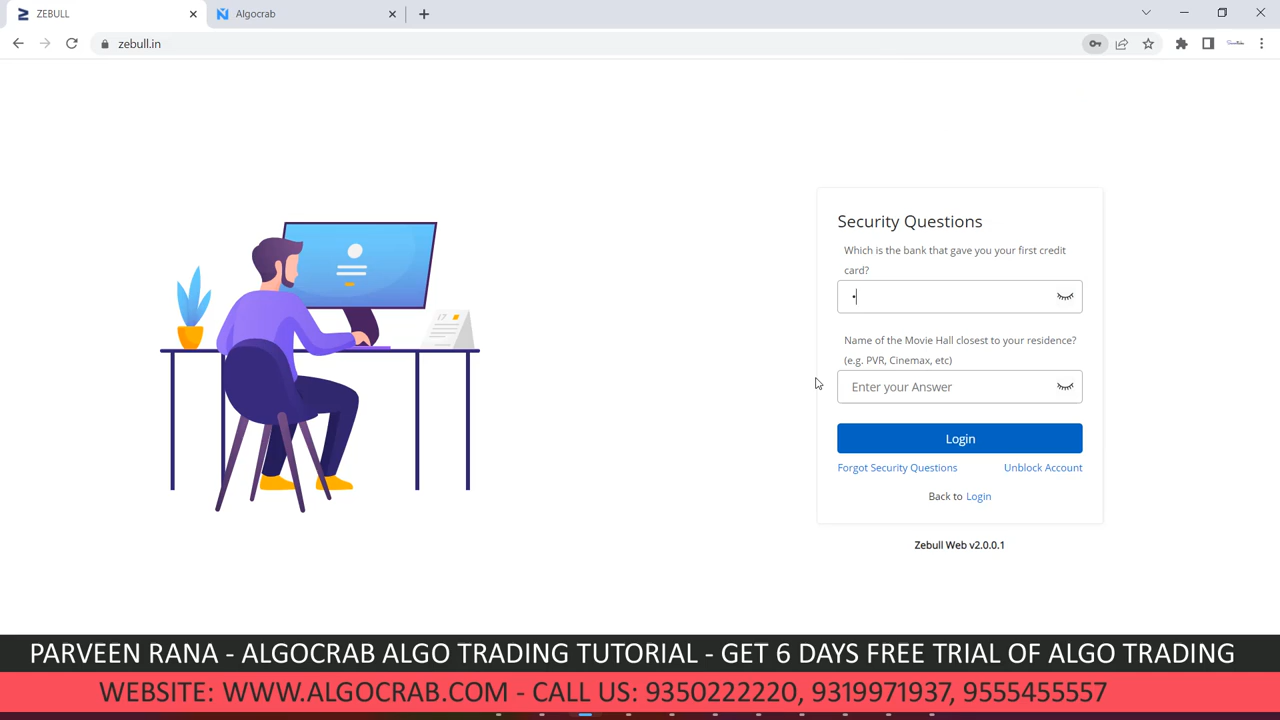 ZEBULL
Algocrab
zebull.in
Security Questions
Which is the bank that gave you your first credit
card?
Name of the Movie Hall closest to your residence?
(e.g. PVR, Cinemax, etc)
Enter your Answer
Login
Forgot Security Questions
Unblock Account
Back to Login
Zebull Web v2.0.0.1
17
PARVEEN RANA - ALGOCRAB ALGO TRADING TUTORIAL - GET 6 DAYS FREE TRIAL OF ALGO TRADING
WEBSITE: WWW.ALGOCRAB.COM - CALL US: 9350222220, 9319971937, 9555455557